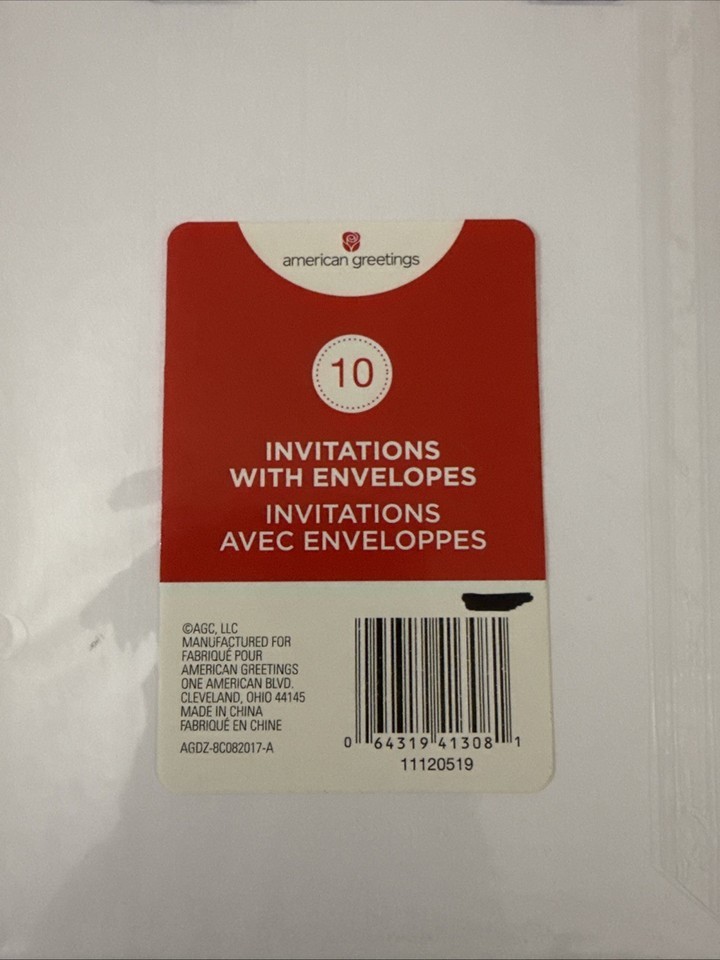 american greetings
10
INVITATIONS
WITH ENVELOPES
INVITATIONS
AVEC ENVELOPPES
©AGC, LLC
MANUFACTURED FOR
FABRIQUÉ POUR
AMERICAN GREETINGS
ONE AMERICAN BLVD.
CLEVELAND, OHIO 44145
MADE IN CHINA
FABRIQUÉ EN CHINE
AGDZ-8C082017-A
0 64319 41308 1
11120519